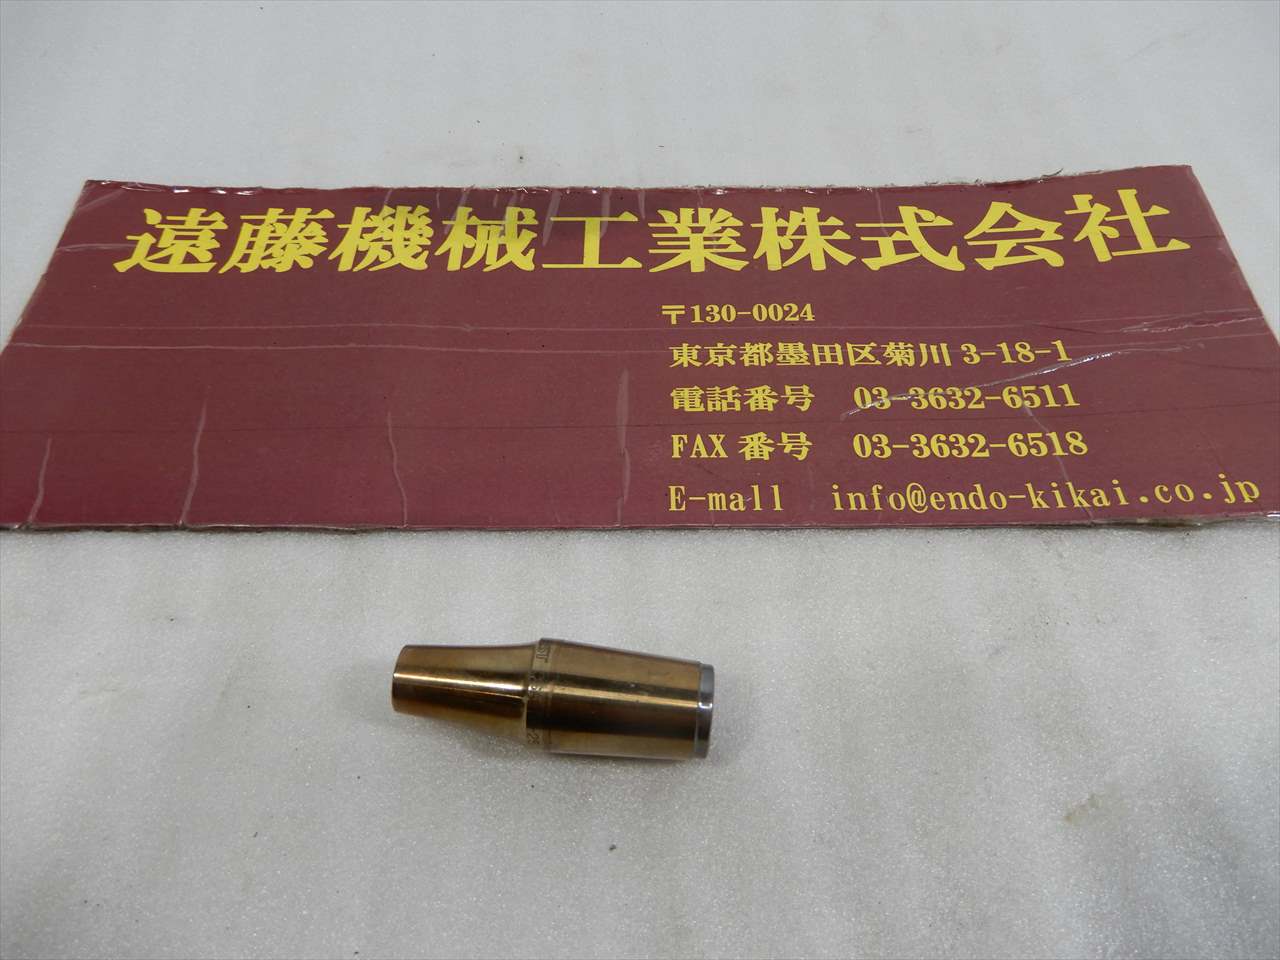 遠藤機械工業株式会社
〒130-0024
東京都墨田区菊川 3-18-1
電話番号 03-3632-6511
FAX 番号 03-3632-6518
E-mall info@endo-kikai.co.jp